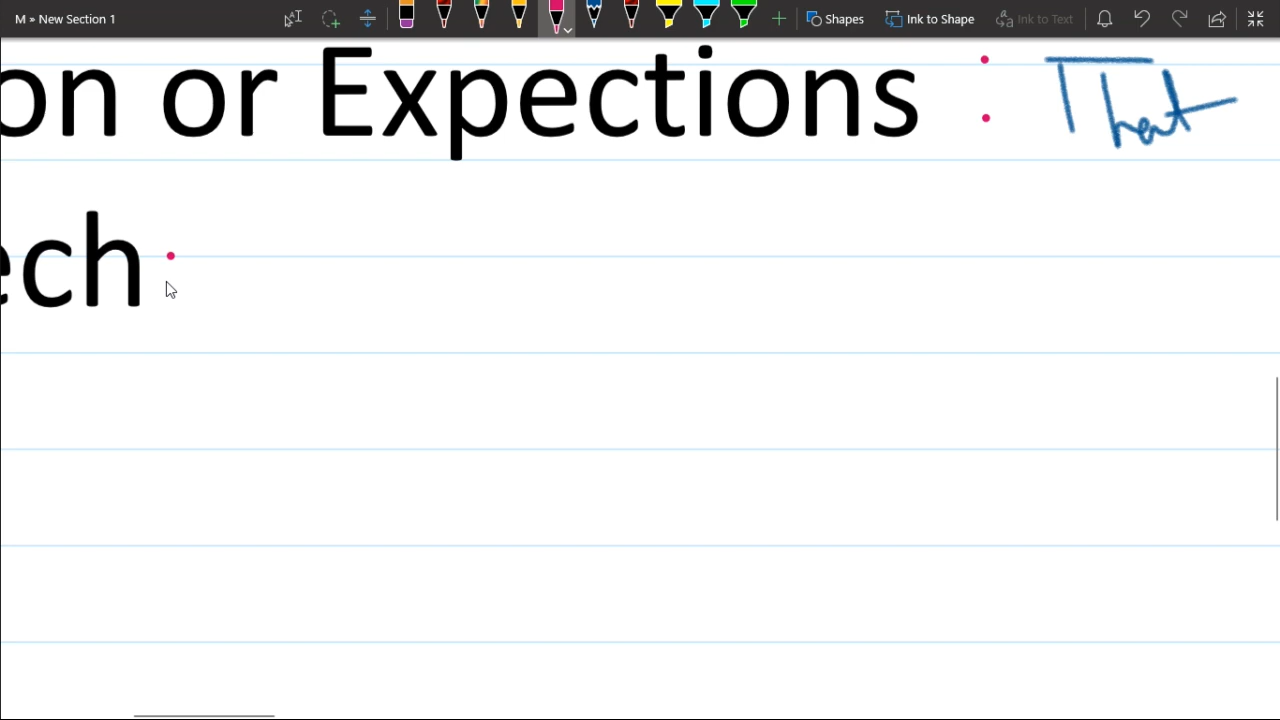 M » New Section 1 Shapes Ink to Shape Ink to Text
on or Expections : That
ech